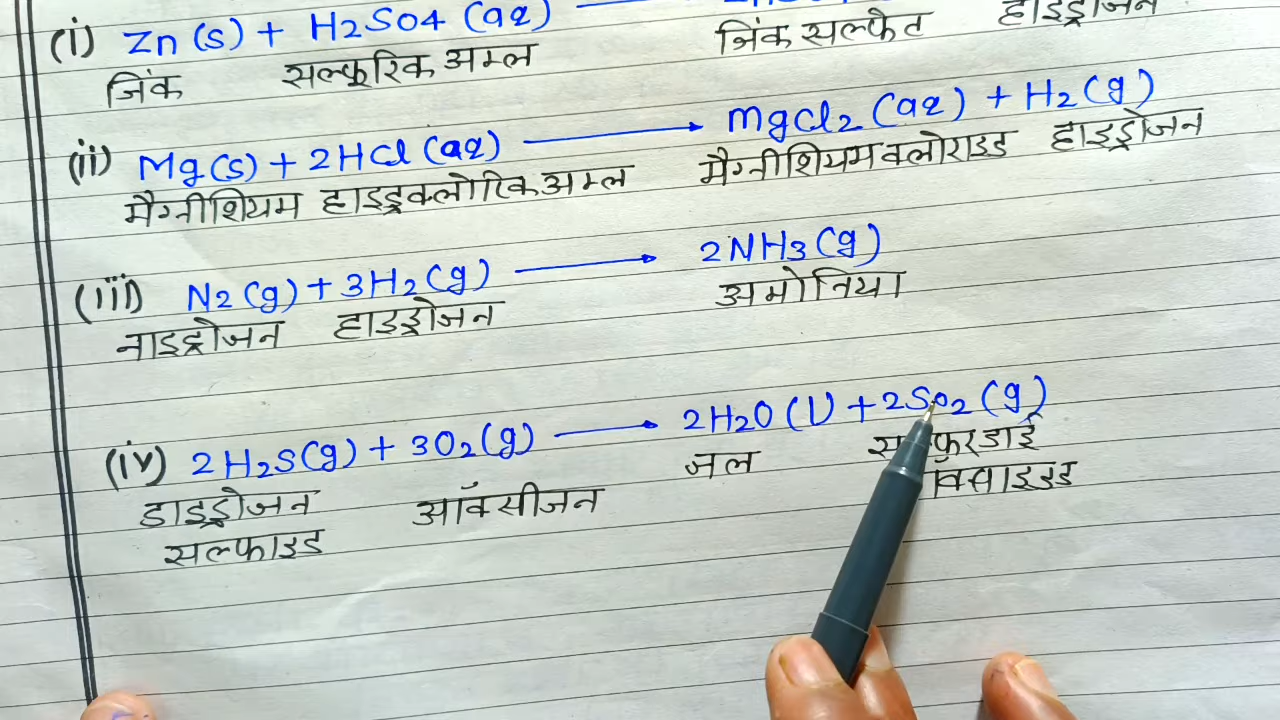 (i) Zn(s) + H2SO4 (aq)
जिंक सल्फूरिक अम्ल जिंक सल्फेट हाइड्रोजन
(ii) Mg(s) + 2HCl (aq) → MgCl2 (aq) + H2 (g)
मैग्नीशियम हाइड्रक्लोरिक अम्ल मैग्नीशियम क्लोराइड हाइड्रोजन
(iii) N2 (g) + 3H2 (g) → 2NH3 (g)
नाइट्रोजन हाइड्रोजन अमोनिया
(iv) 2H2S(g) + 3O2 (g) → 2H2O (l) + 2SO2 (g)
डाइड्रोजन ऑक्सीजन जल
सल्फाइड